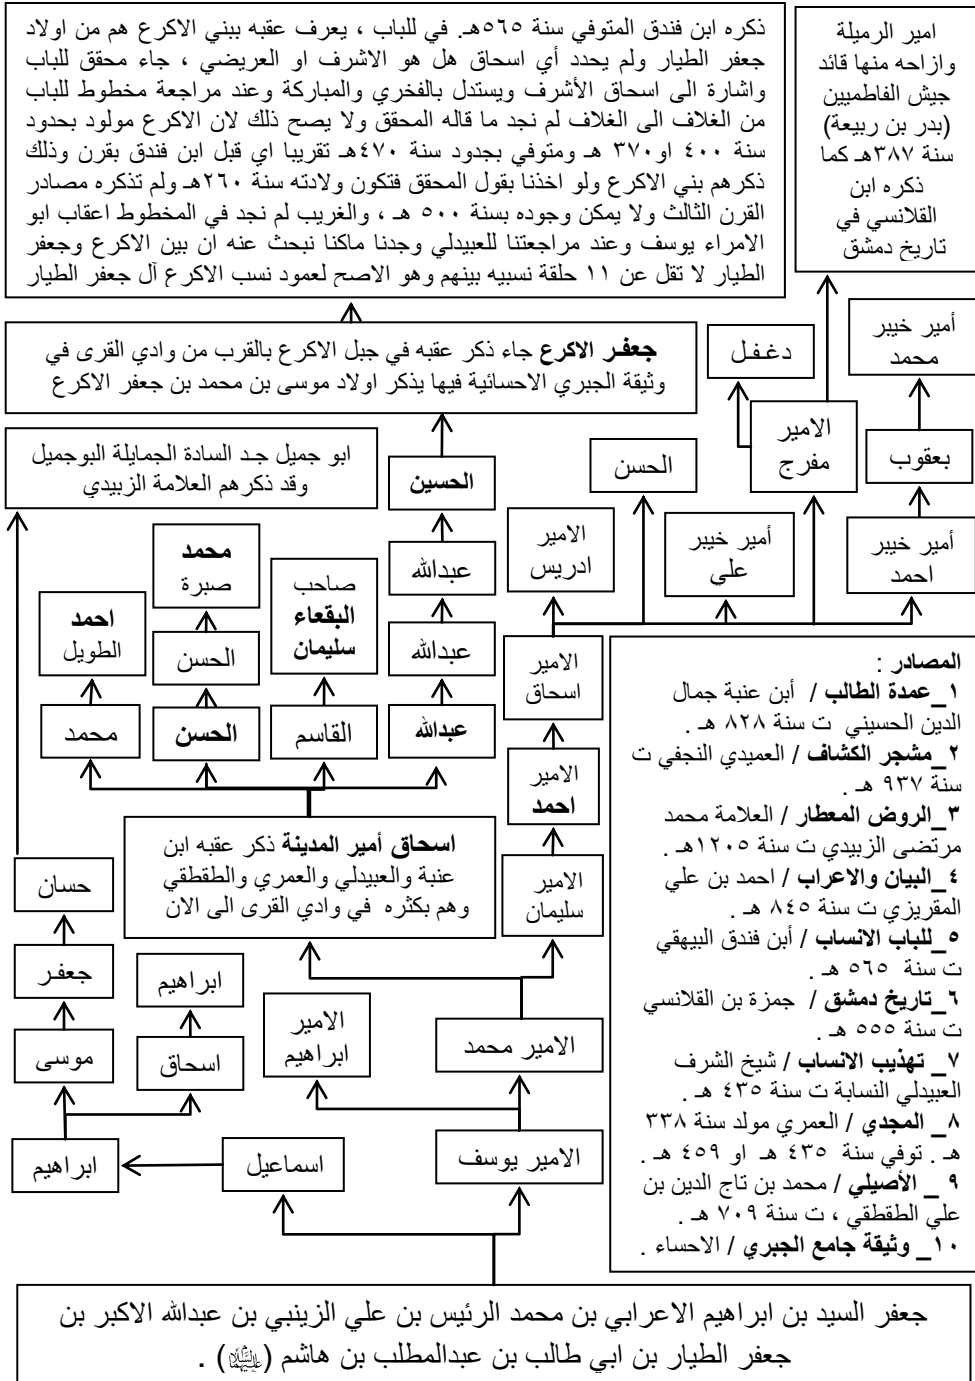 ذكره ابن فندق المتوفي سنة ٥٦٥هـ. في للباب ، يعرف عقبه ببني الاكرع هم من اولاد
جعفر الطيار ولم يحدد أي اسحاق هل هو الاشرف او العريضي ، جاء محقق للباب
واشارة الى اسحاق الأشرف ويستدل بالفخري والمباركة وعند مراجعة مخطوط للباب
من الغلاف الى الغلاف لم نجد ما قاله المحقق ولا يصح ذلك لان الاكرع مولود بحدود
سنة ٤٠٠ او ٣٧٠ هـ ومتوفي بجدود سنة ٤٧٠هـ تقريبا اي قبل ابن فندق بقرن وذلك
ذكرهم بني الاكرع ولو اخذنا بقول المحقق فتكون ولادته سنة ٢٦٠هـ ولم تذكره مصادر
القرن الثالث ولا يمكن وجوده بسنة ٥٠٠ هـ ، والغريب لم نجد في المخطوط اعقاب ابو
الامراء يوسف وعند مراجعتنا للعبيدلي وجدنا ماكنا نبحث عنه ان بين الاكرع وجعفر
الطيار لا تقل عن ١١ حلقة نسبيه بينهم وهو الاصح لعمود نسب الاكرع آل جعفر الطيار
امير الرميلة
وازاحه منها قائد
جيش الفاطميين
(بدر بن ربيعة)
سنة ٣٨٧هـ كما
ذكره ابن
القلانسي في
تاريخ دمشق
جعفر الاكرع جاء ذكر عقبه في جبل الاكرع بالقرب من وادي القرى في
وثيقة الجبري الاحسائية فيها يذكر اولاد موسى بن محمد بن جعفر الاكرع
دغفل
أمير خيبر
محمد
الامير
مفرج
بعقوب
الحسن
ابو جميل جد السادة الجمايلة البوجميل
وقد ذكرهم العلامة الزبيدي
الحسين
الامير
ادريس
أمير خيبر
علي
أمير خيبر
احمد
محمد
صبرة
صاحب
البقعاء
سليمان
عبدالله
احمد
الطويل
الحسن
عبدالله
الامير
اسحاق
محمد
الحسن
القاسم
عبدالله
الامير
احمد
اسحاق أمير المدينة ذكر عقبه ابن
عنبة والعبيدلي والعمري والطقطقي
وهم بكثره في وادي القرى الى الان
الامير
سليمان
حسان
جعفر
ابراهيم
موسى
اسحاق
الامير
ابراهيم
الامير محمد
ابراهيم
اسماعيل
الامير يوسف
المصادر :
١_عمدة الطالب / أبن عنبة جمال
الدين الحسيني ت سنة ٨٢٨ هـ .
٢_مشجر الكشاف / العميدي النجفي ت
سنة ٩٣٧ هـ .
٣_الروض المعطار / العلامة محمد
مرتضى الزبيدي ت سنة ١٢٠٥هـ .
٤_البيان والاعراب / احمد بن علي
المقريزي ت سنة ٨٤٥ هـ .
٥_للباب الانساب / أبن فندق البيهقي
ت سنة ٥٦٥ هـ .
٦_تاريخ دمشق / جمزة بن القلانسي
ت سنة ٥٥٥ هـ .
٧_ تهذيب الانساب / شيخ الشرف
العبيدلي النسابة ت سنة ٤٣٥ هـ .
٨_ المجدي / العمري مولد سنة ٣٣٨
هـ . توفي سنة ٤٣٥ هـ او ٤٥٩ هـ .
٩ _ الأصيلي / محمد بن تاج الدين بن
علي الطقطقي ، ت سنة ٧٠٩ هـ .
١٠_ وثيقة جامع الجبري / الاحساء .
جعفر السيد بن ابراهيم الاعرابي بن محمد الرئيس بن علي الزينبي بن عبدالله الاكبر بن
جعفر الطيار بن ابي طالب بن عبدالمطلب بن هاشم (عليهما السلام) .